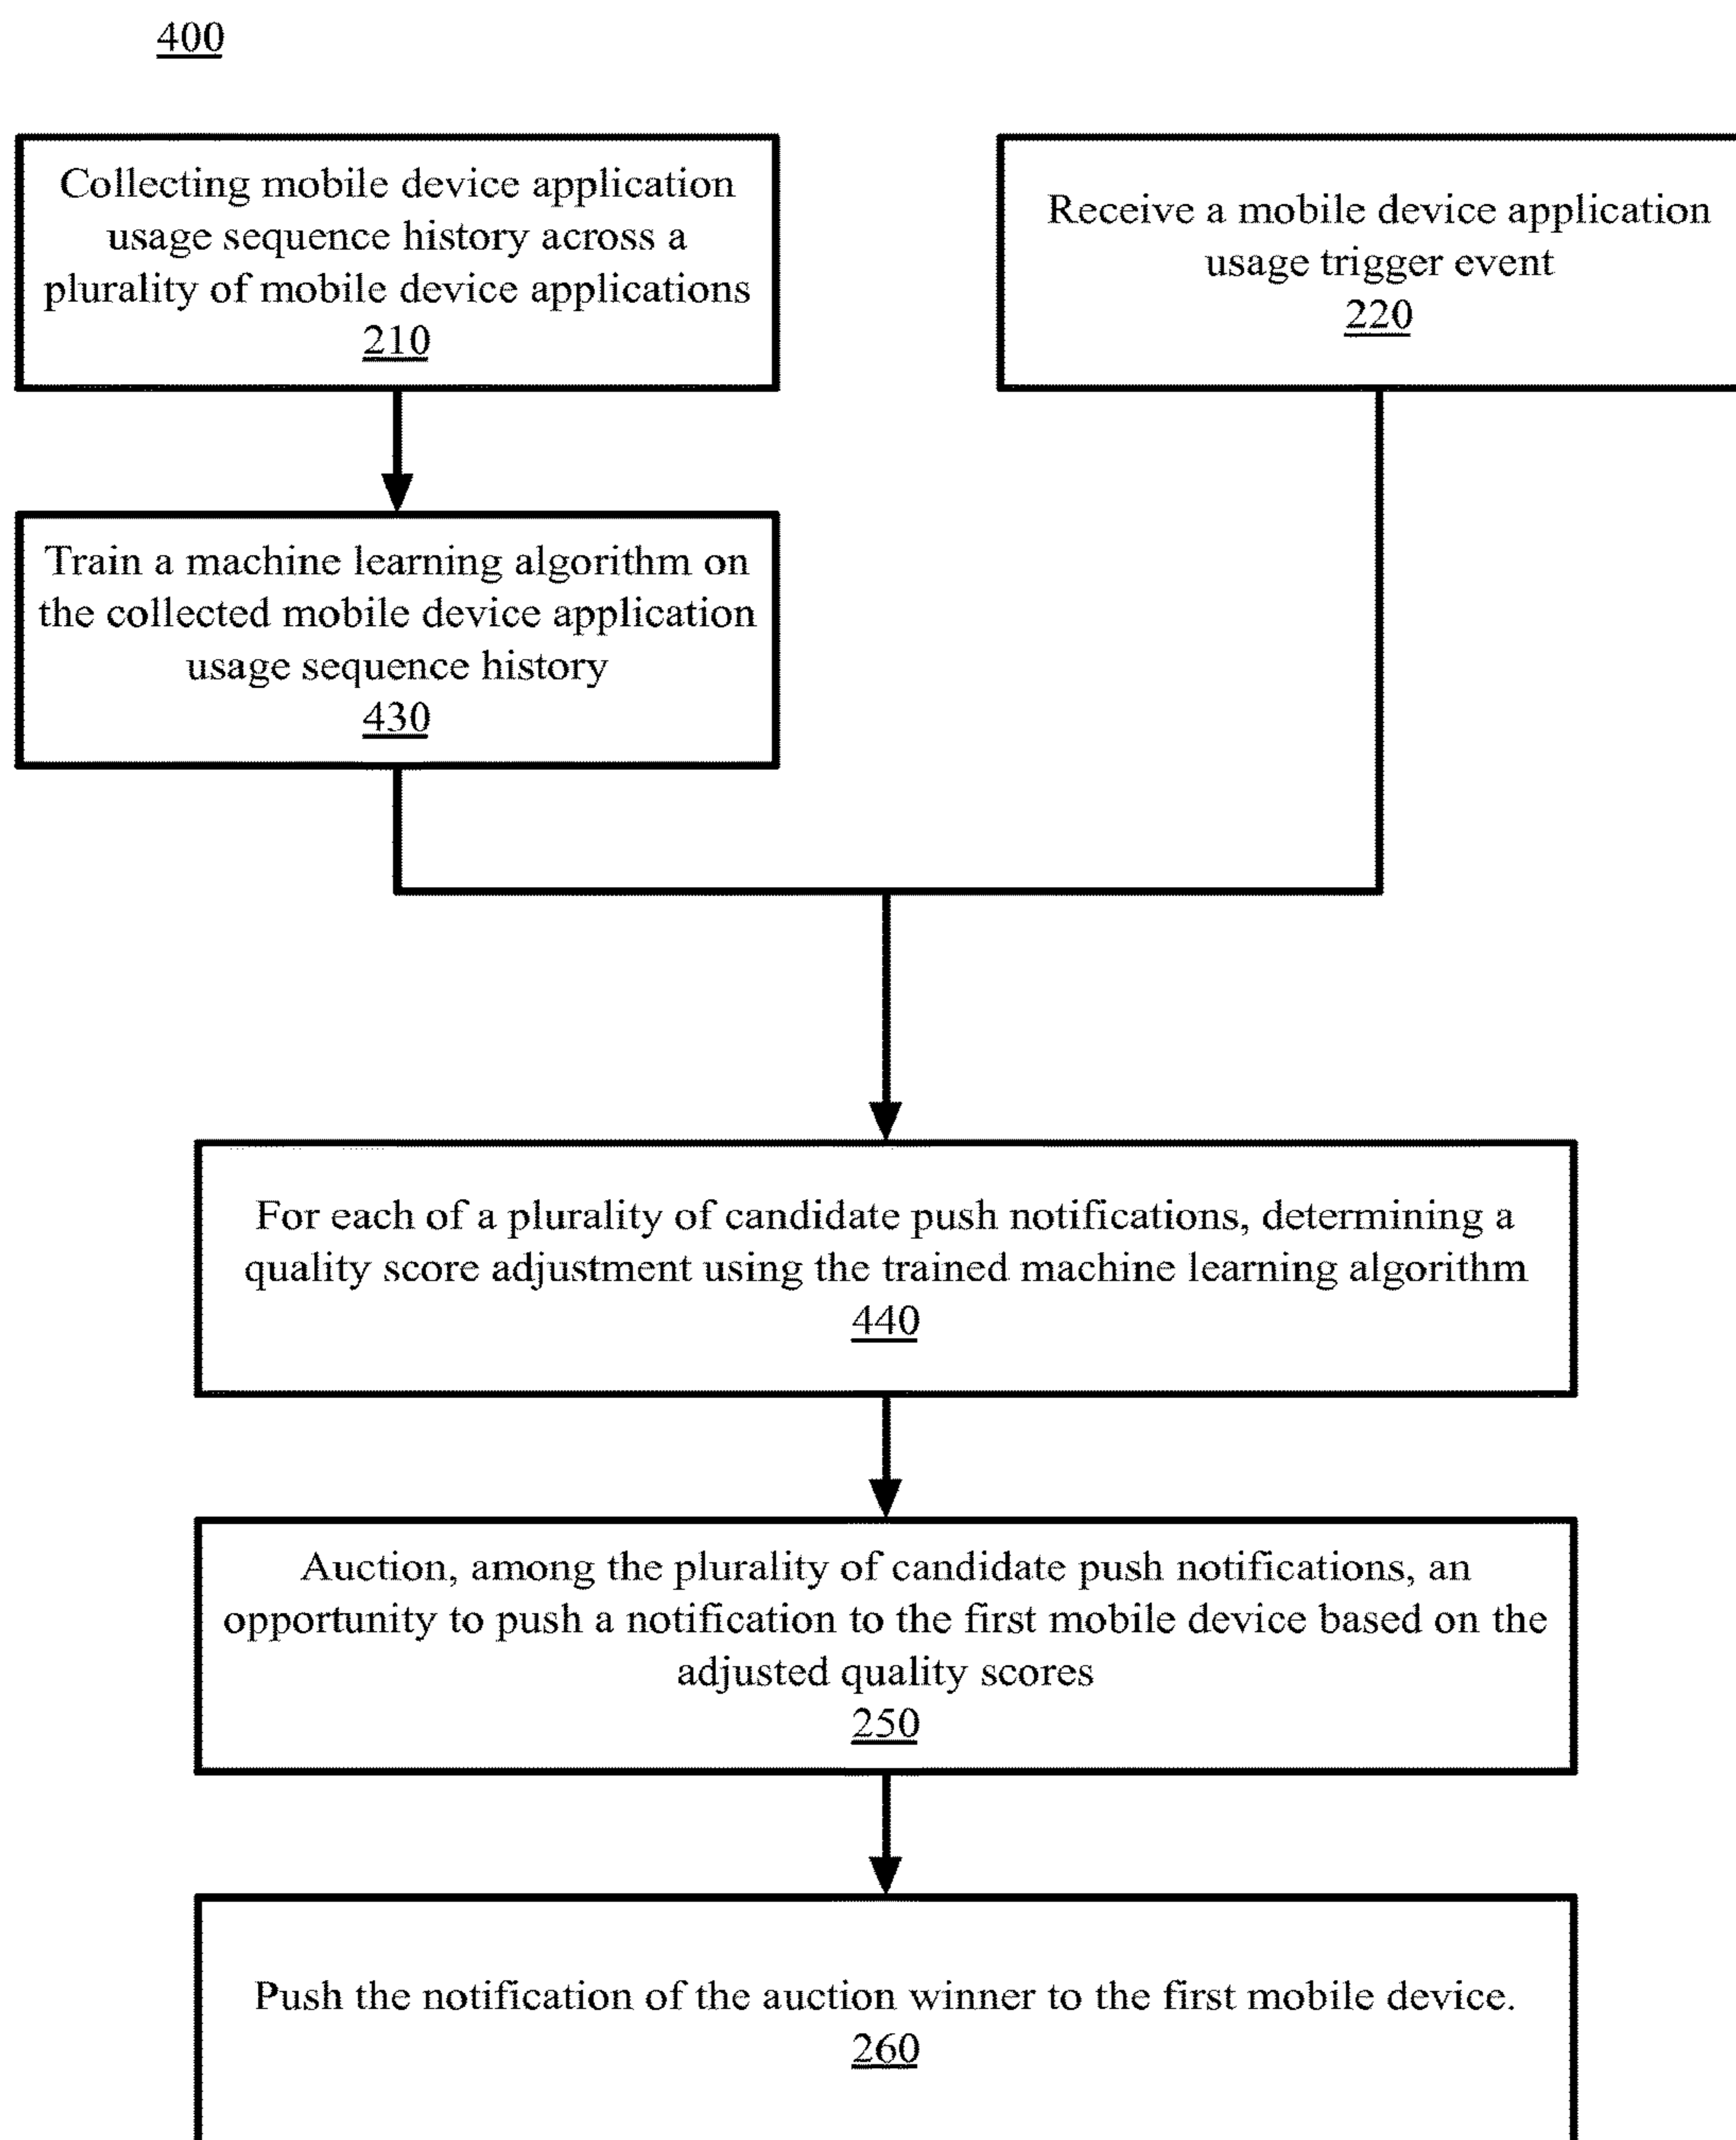 400
Collecting mobile device application
usage sequence history across a
plurality of mobile device applications
210
Receive a mobile device application
usage trigger event
220
Train a machine learning algorithm on
the collected mobile device application
usage sequence history
430
For each of a plurality of candidate push notifications, determining a
quality score adjustment using the trained machine learning algorithm
440
Auction, among the plurality of candidate push notifications, an
opportunity to push a notification to the first mobile device based on the
adjusted quality scores
250
Push the notification of the auction winner to the first mobile device.
260